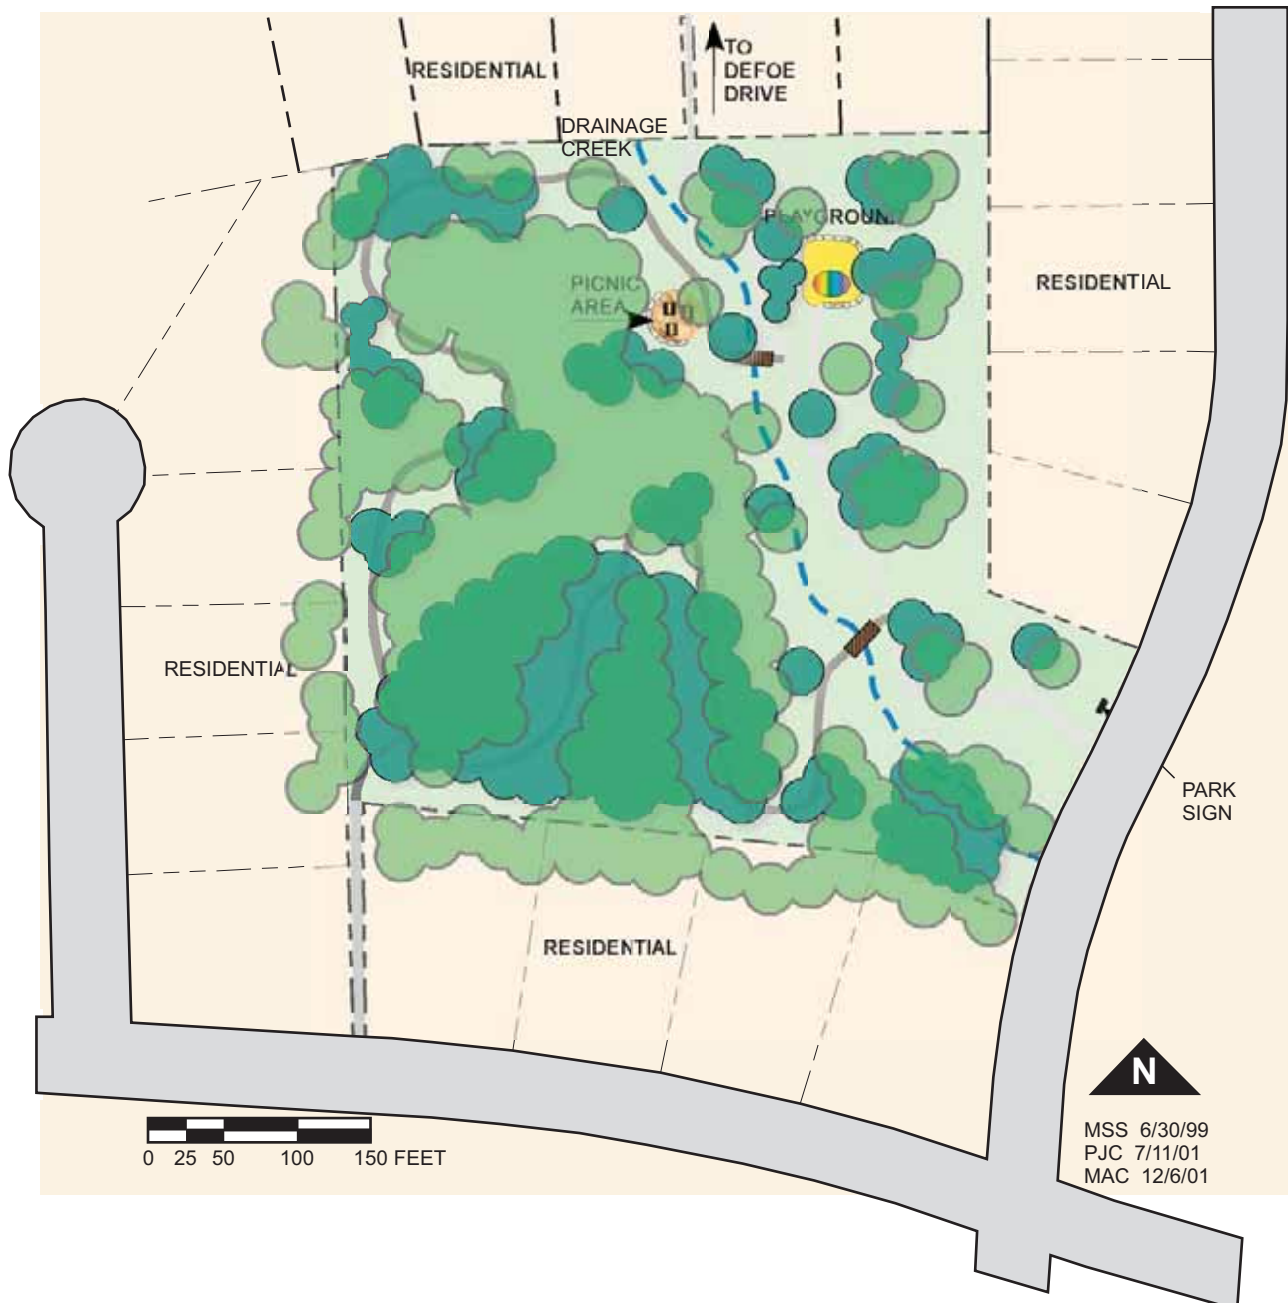 RESIDENTIAL
TO
DEFOE
DRIVE
DRAINAGE
CREEK
PLAYGROUND
PICNIC
AREA
RESIDENTIAL
RESIDENTIAL
PARK
SIGN
RESIDENTIAL
N
MSS 6/30/99
PJC 7/11/01
MAC 12/6/01
0 25 50 100 150 FEET